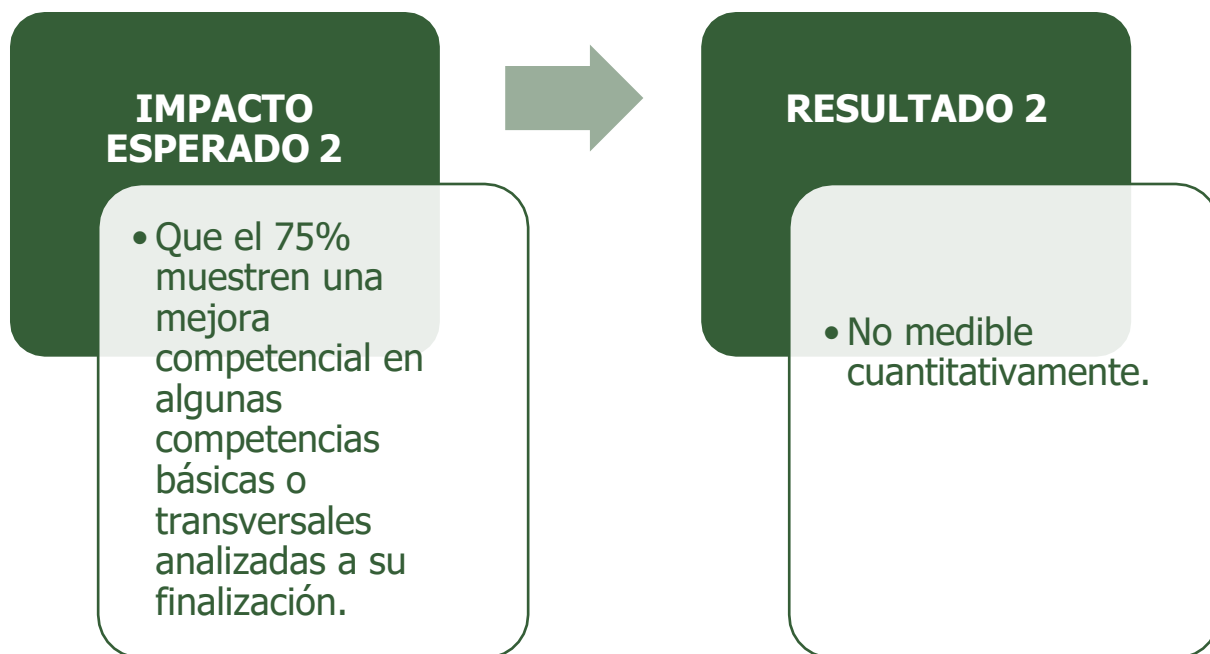 IMPACTO
ESPERADO 2
• Que el 75%
muestren una
mejora
competencial en
algunas
competencias
básicas o
transversales
analizadas a su
finalización.
RESULTADO 2
• No medible
cuantitativamente.